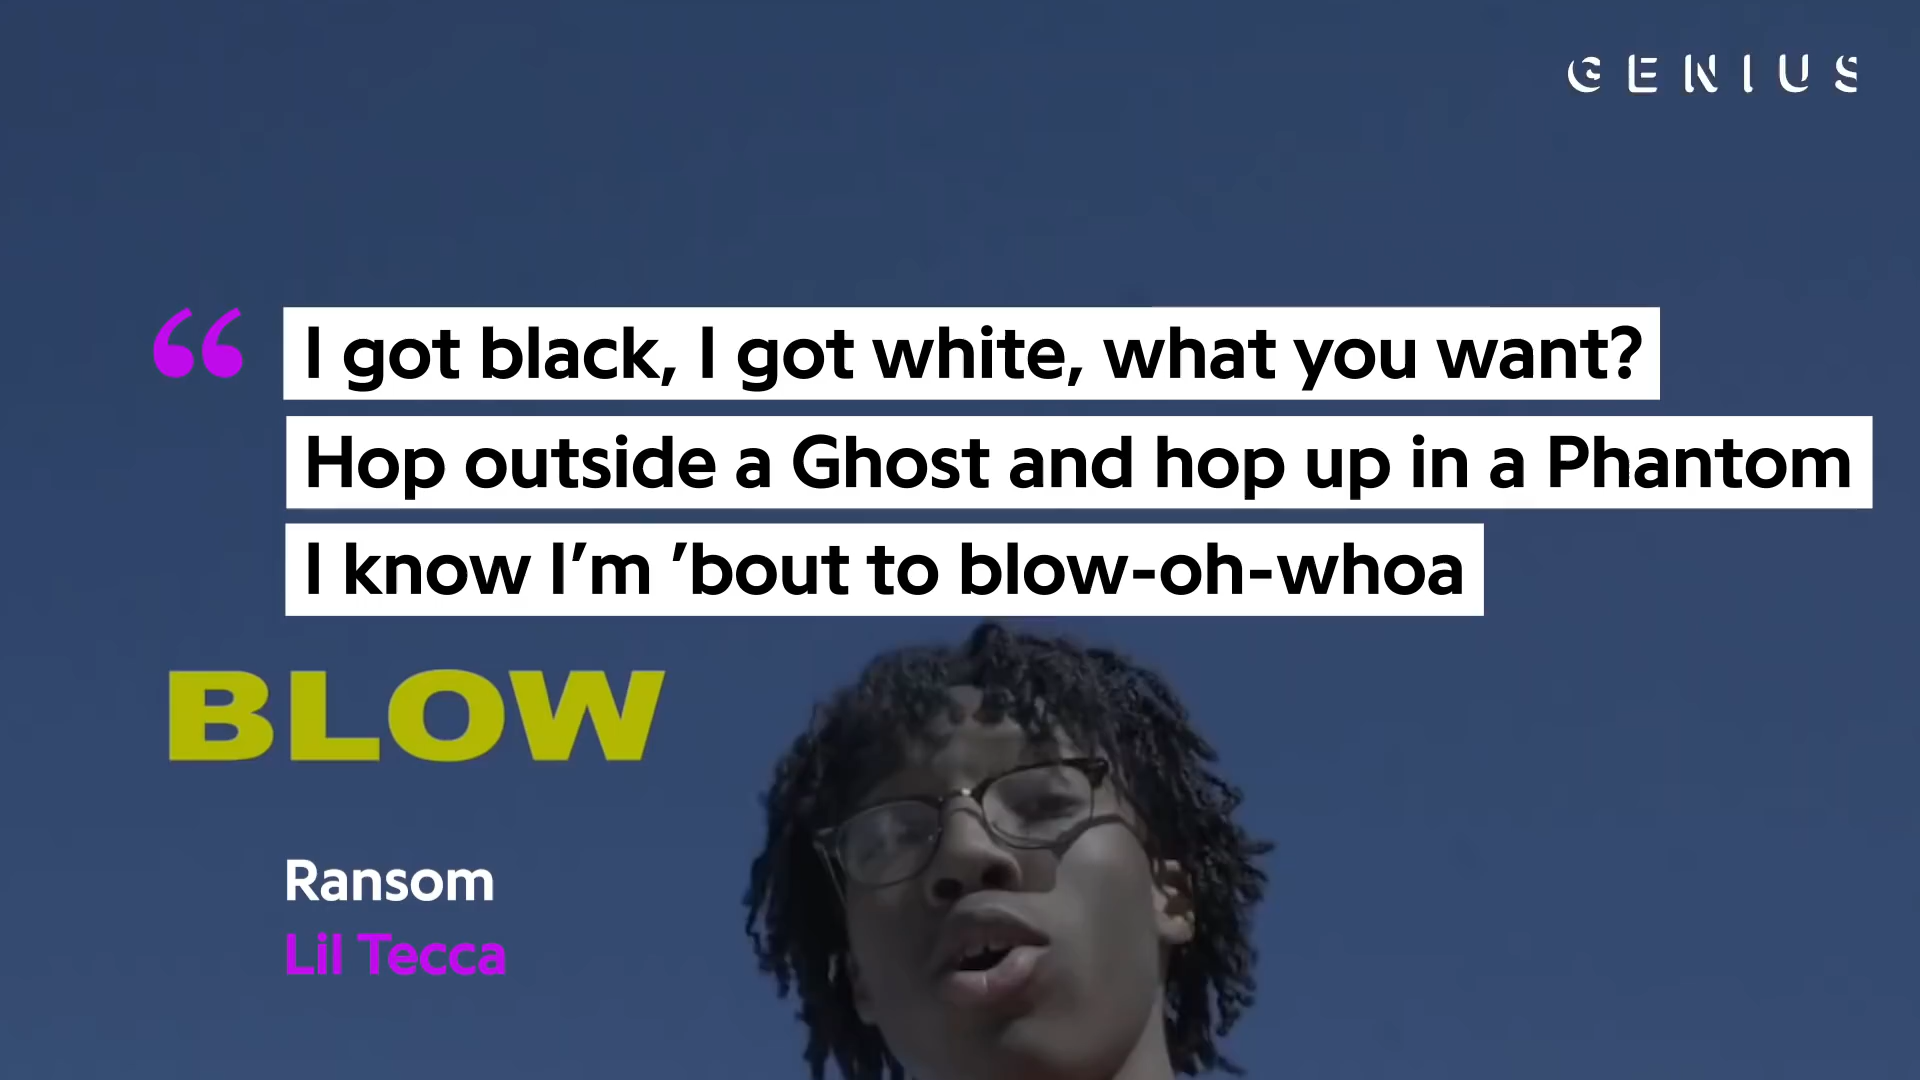 GENIUS
“ I got black, I got white, what you want?
Hop outside a Ghost and hop up in a Phantom
I know I’m ’bout to blow-oh-whoa
BLOW
Ransom
Lil Tecca